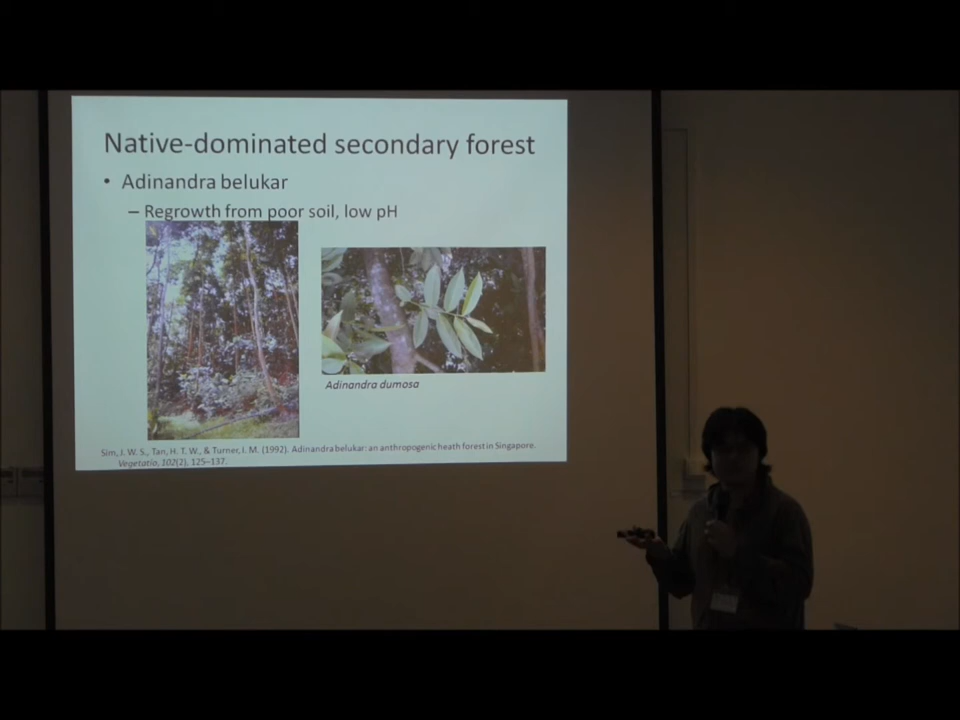 Native-dominated secondary forest
• Adinandra belukar
– Regrowth from poor soil, low pH
Adinandra dumosa
Sim, J. W. S., Tan, H. T. W., & Turner, I. M. (1992). Adinandra belukar: an anthropogenic heath forest in Singapore.
Vegetatio, 102(2), 125–137.